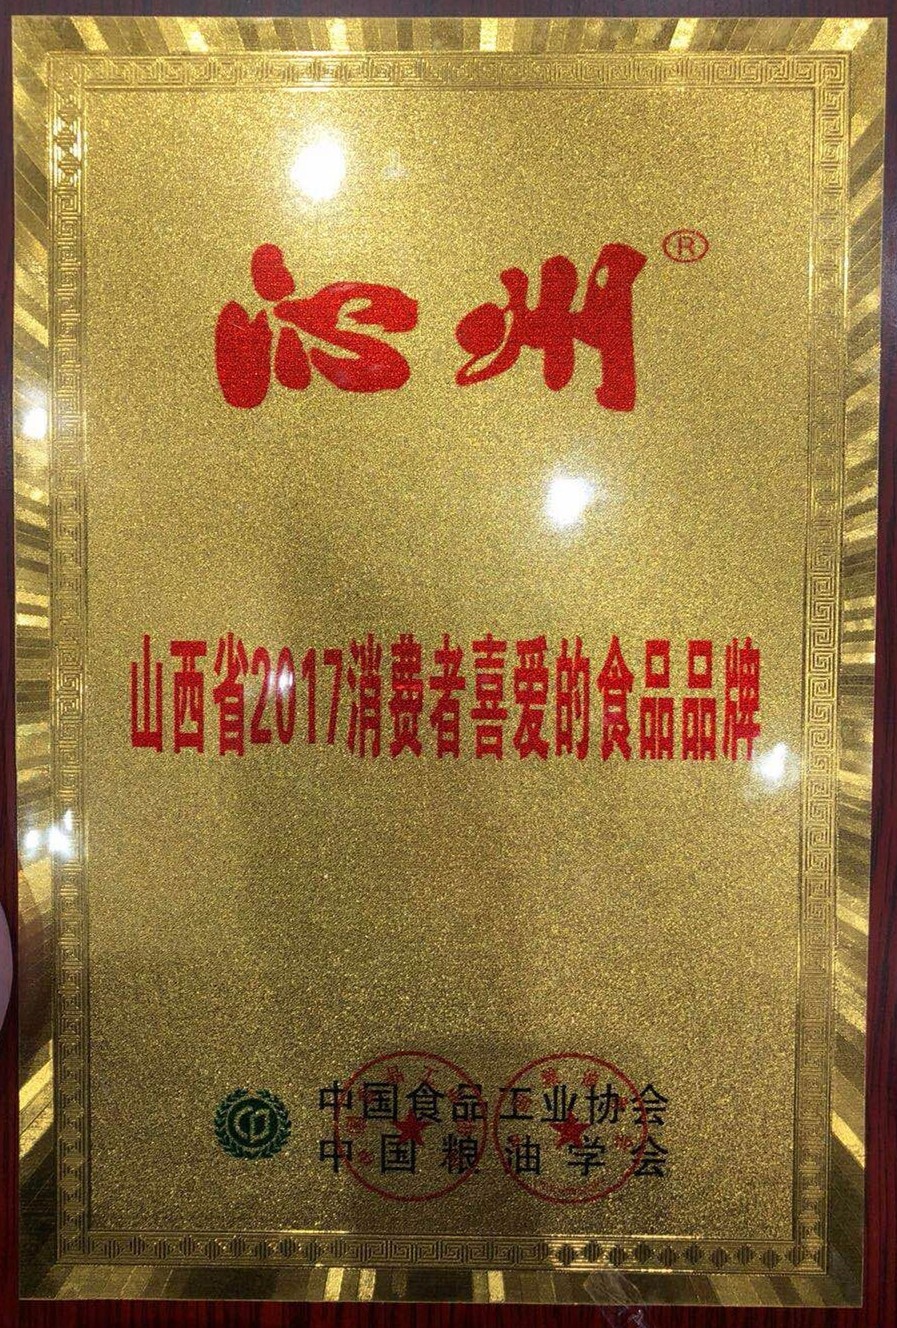 沁州®
山西省2017消费者喜爱的食品品牌
中国食品工业协会
中国粮油学会